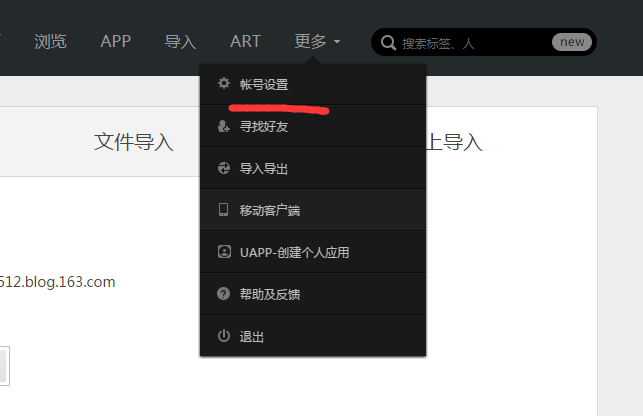 浏览 APP 导入 ART 更多 搜索标签、人 new
帐号设置
寻找好友
文件导入
上导入
导入导出
移动客户端
UAPP-创建个人应用
512.blog.163.com
帮助及反馈
退出